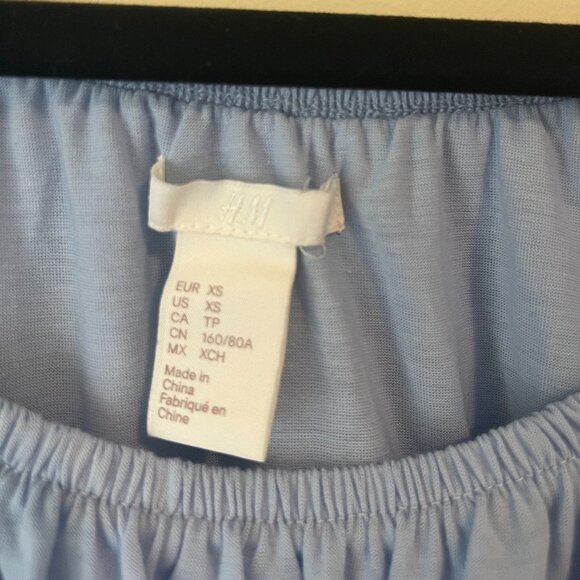 H&M
EUR XS
US XS
CA TP
CN 160/80A
MX XCH
Made in
China
Fabriqué en
Chine